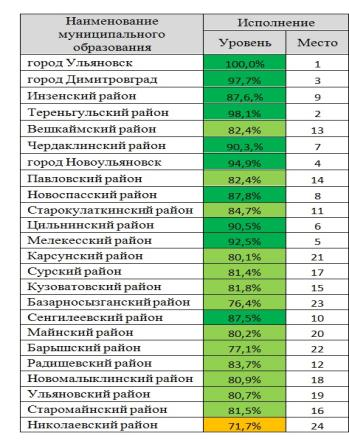 Наименование Исполнение
муниципального
образования Уровень Место
город Ульяновск 100,0% 1
город Димитровград 97,7% 3
Инзенский район 87,6,% 9
Тереньгульский район 98,1% 2
Вешкаймский район 82,4% 13
Чердаклинский район 90,3,% 7
город Новоульяновск 94,9% 4
Павловский район 82,4% 14
Новоспасский район 87,8% 8
Старокулаткинский район 84,7% 11
Цильнинский район 90,5% 6
Мелекесский район 92,5% 5
Карсунский район 80,1% 21
Сурский район 81,4% 17
Кузоватовский район 81,8% 15
Базарносызганский район 76,4% 23
Сенгилеевский район 87,5% 10
Майнский район 80,2% 20
Барышский район 77,1% 22
Радищевский район 83,7% 12
Новомалыклинский район 80,9% 18
Ульяновский район 80,7% 19
Старомайнский район 81,5% 16
Николаевский район 71,7% 24